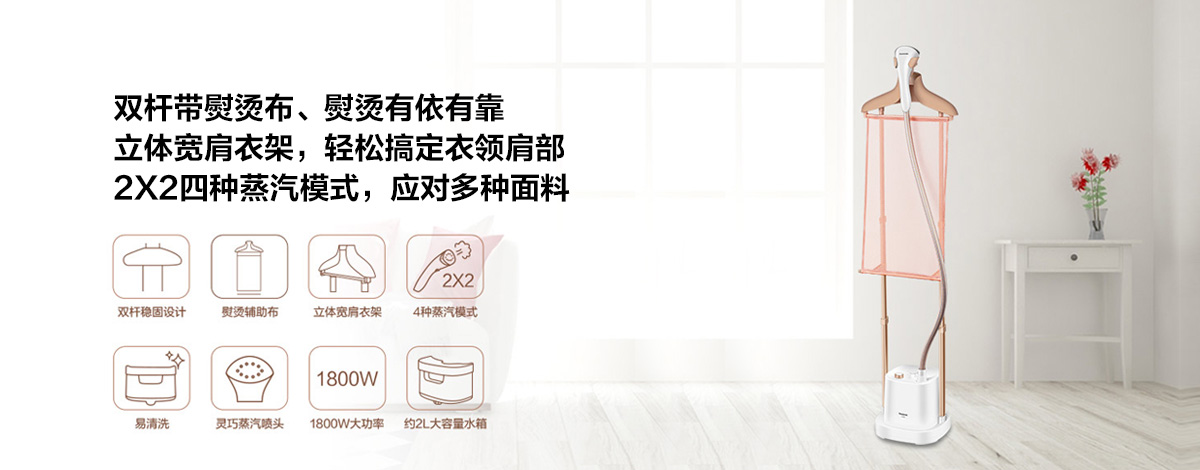 双杆带熨烫布、熨烫有依有靠
立体宽肩衣架，轻松搞定衣领肩部
2X2四种蒸汽模式，应对多种面料
2X2
双杆稳固设计
熨烫辅助布
立体宽肩衣架
4种蒸汽模式
1800W
易清洗
灵巧蒸汽喷头
1800W大功率
约2L大容量水箱